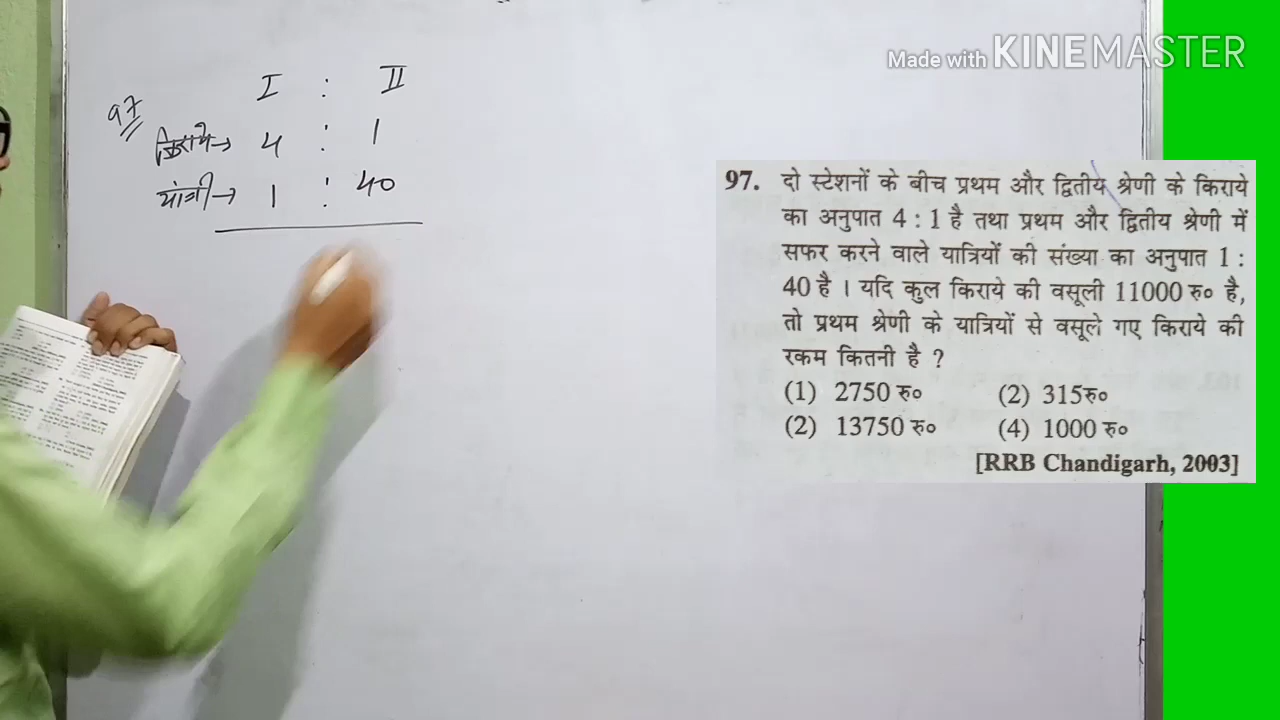 Made with KINEMASTER
I : II
97
किराये→ 4 : 1
यांत्री→ 1 : 40
97. दो स्टेशनों के बीच प्रथम और द्वितीय श्रेणी के किराये
का अनुपात 4 : 1 है तथा प्रथम और द्वितीय श्रेणी में
सफर करने वाले यात्रियों की संख्या का अनुपात 1 :
40 है । यदि कुल किराये की वसूली 11000 रु० है,
तो प्रथम श्रेणी के यात्रियों से वसूले गए किराये की
रकम कितनी है ?
(1) 2750 रु० (2) 315रु०
(2) 13750 रु० (4) 1000 रु०
[RRB Chandigarh, 2003]